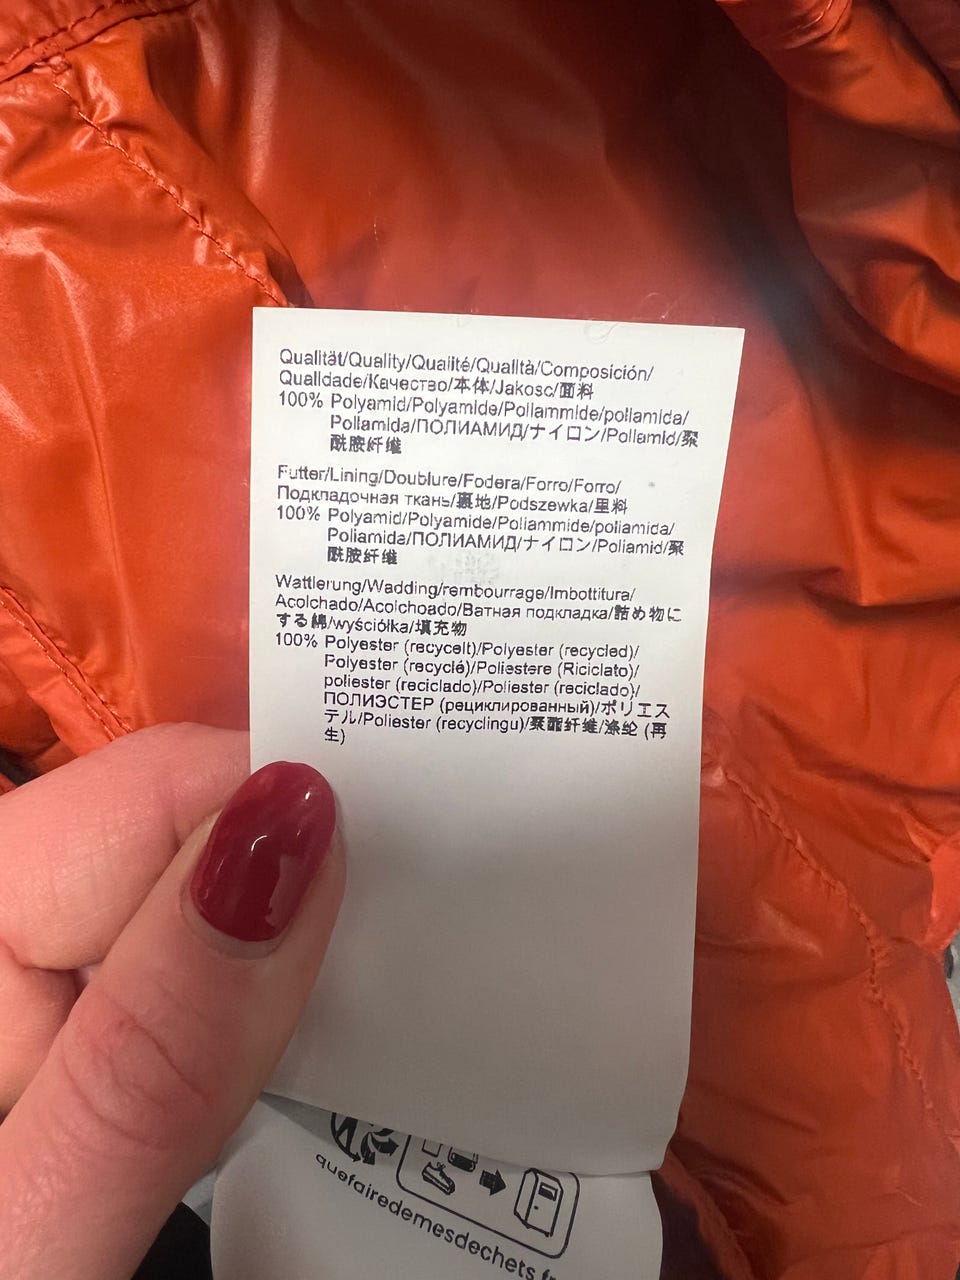 Qualität/Quality/Qualité/Qualità/Composición/
Qualidade/Качество/本体/Jakosc/面料
100% Polyamid/Polyamide/Poliammide/poliamida/
Poliamida/ПОЛИАМИД/ナイロン/Poliamid/聚
酰胺纤维
Futter/Lining/Doublure/Fodera/Forro/Forro/
Подкладочная ткань/裏地/Podszewka/里料
100% Polyamid/Polyamide/Poliammide/poliamida/
Poliamida/ПОЛИАМИД/ナイロン/Poliamid/聚
酰胺纤维
Wattierung/Wadding/rembourrage/Imbottitura/
Acolchado/Acolchoado/Ватная подкладка/詰め物に
する綿/wyściółka/填充物
100% Polyester (recycelt)/Polyester (recycled)/
Polyester (recyclé)/Poliestere (Riciclato)/
poliester (reciclado)/Poliester (reciclado)/
ПОЛИЭСТЕР (рециклированный)/ポリエス
テル/Poliester (recyclingu)/聚酯纤维/涤纶 (再
生)
quefairedemesdechets.fr